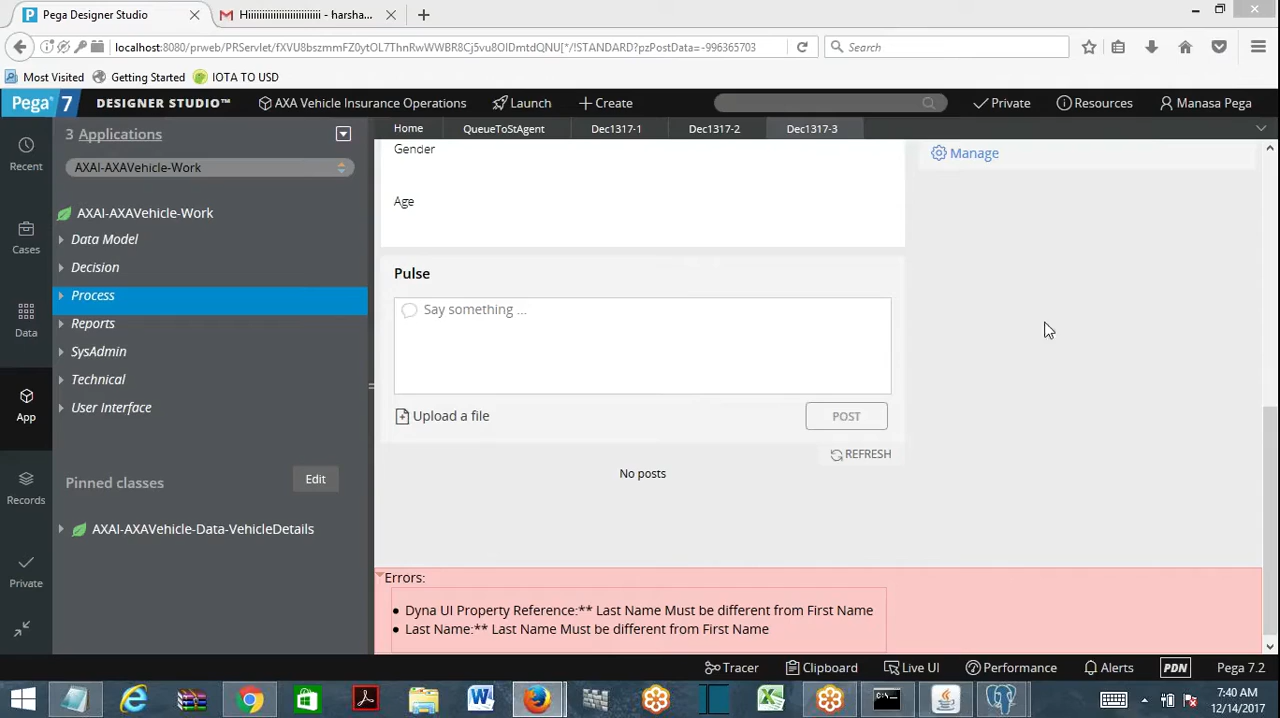 Pega Designer Studio
Hiiiiiiiiiiiiiiiiiiiiiiiiii - harsha...
localhost:8080/prweb/PRServlet/fXVU8bszmmFZ0ytOL7ThnRwWWBR8Cj5vu8OlDmtdQNU[*/!STANDARD?pzPostData=-996365703
Search
Most Visited
Getting Started
IOTA TO USD
Pega 7
DESIGNER STUDIO™
AXA Vehicle Insurance Operations
Launch
Create
Private
Resources
Manasa Pega
Recent
Cases
Data
App
Records
Private
3 Applications
AXAI-AXAVehicle-Work
AXAI-AXAVehicle-Work
Data Model
Decision
Process
Reports
SysAdmin
Technical
User Interface
Pinned classes
Edit
AXAI-AXAVehicle-Data-VehicleDetails
Home
QueueToStAgent
Dec1317-1
Dec1317-2
Dec1317-3
Gender
Manage
Age
Pulse
Say something ...
Upload a file
POST
REFRESH
No posts
Errors:
Dyna UI Property Reference:** Last Name Must be different from First Name
Last Name:** Last Name Must be different from First Name
Tracer
Clipboard
Live UI
Performance
Alerts
PDN
Pega 7.2
7:40 AM
12/14/2017